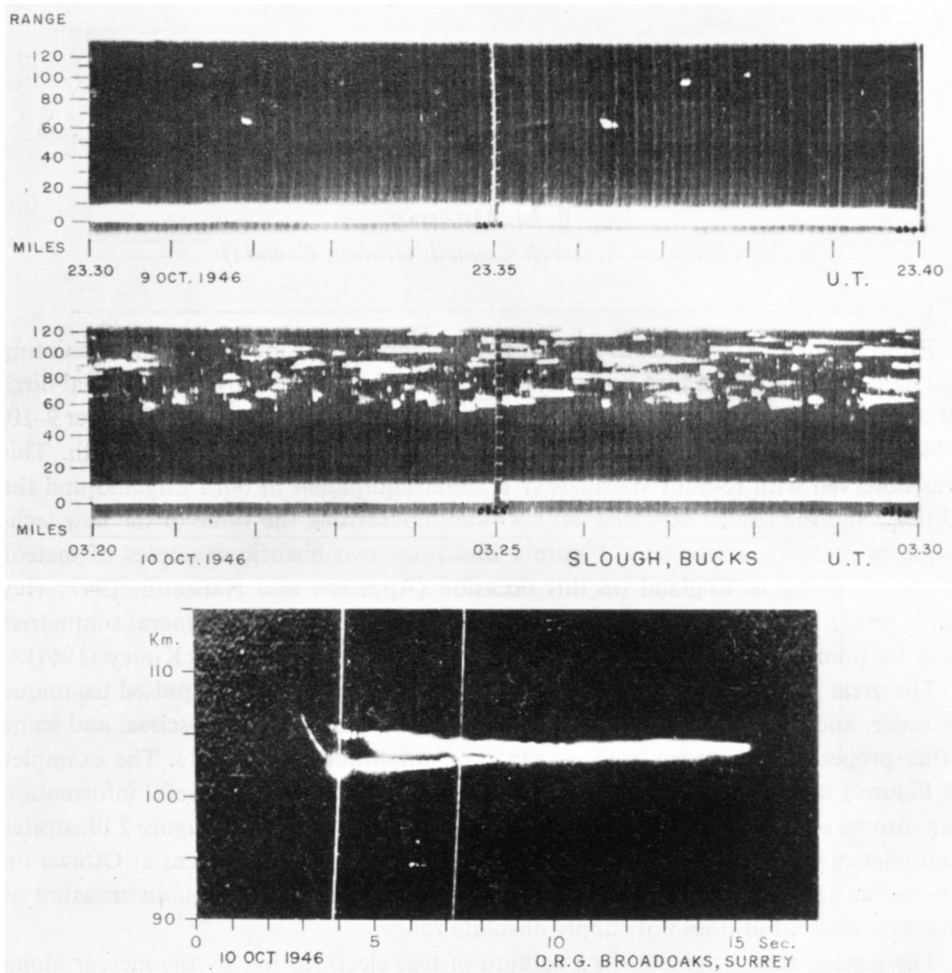 RANGE
120
100
80
60
40
20
0
MILES
23.30 23.35 23.40
9 OCT. 1946 U.T.
120
100
80
60
40
20
0
MILES
03.20 03.25 03.30
10 OCT. 1946 SLOUGH, BUCKS U.T.
Km.
110
100
90
0 5 10 15 Sec.
10 OCT 1946 O.R.G. BROADOAKS, SURREY